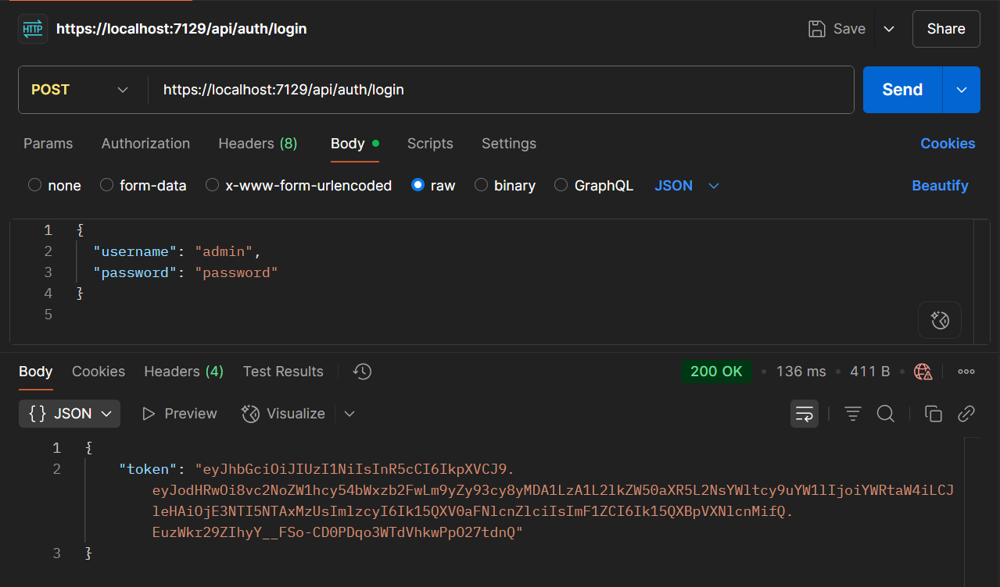 HTTP https://localhost:7129/api/auth/login Save Share
POST https://localhost:7129/api/auth/login Send
Params Authorization Headers (8) Body Scripts Settings Cookies
none form-data x-www-form-urlencoded raw binary GraphQL JSON Beautify
1 {
2 "username": "admin",
3 "password": "password"
4 }
5
Body Cookies Headers (4) Test Results 200 OK • 136 ms • 411 B •
{} JSON Preview Visualize
1 {
2 "token": "eyJhbGciOiJIUzI1NiIsInR5cCI6IkpXVCJ9.
eyJodHRwOi8vc2NoZW1hcy54bWxzb2FwLm9yZy93cy8yMDA1LzA1L2lkZW50aXR5L2NsYWltcy9uYW1lIjoiYWRtaW4iLCJ
leHAiOjE3NTI5NTAxMzUsImlzcyI6Ik15QXV0aFNlcnZlciIsImF1ZCI6Ik15QXBpVXNlcnMifQ.
EuzWkr29ZIhyY__FSo-CD0PDqo3WTdVhkwPpO27tdnQ"
3 }